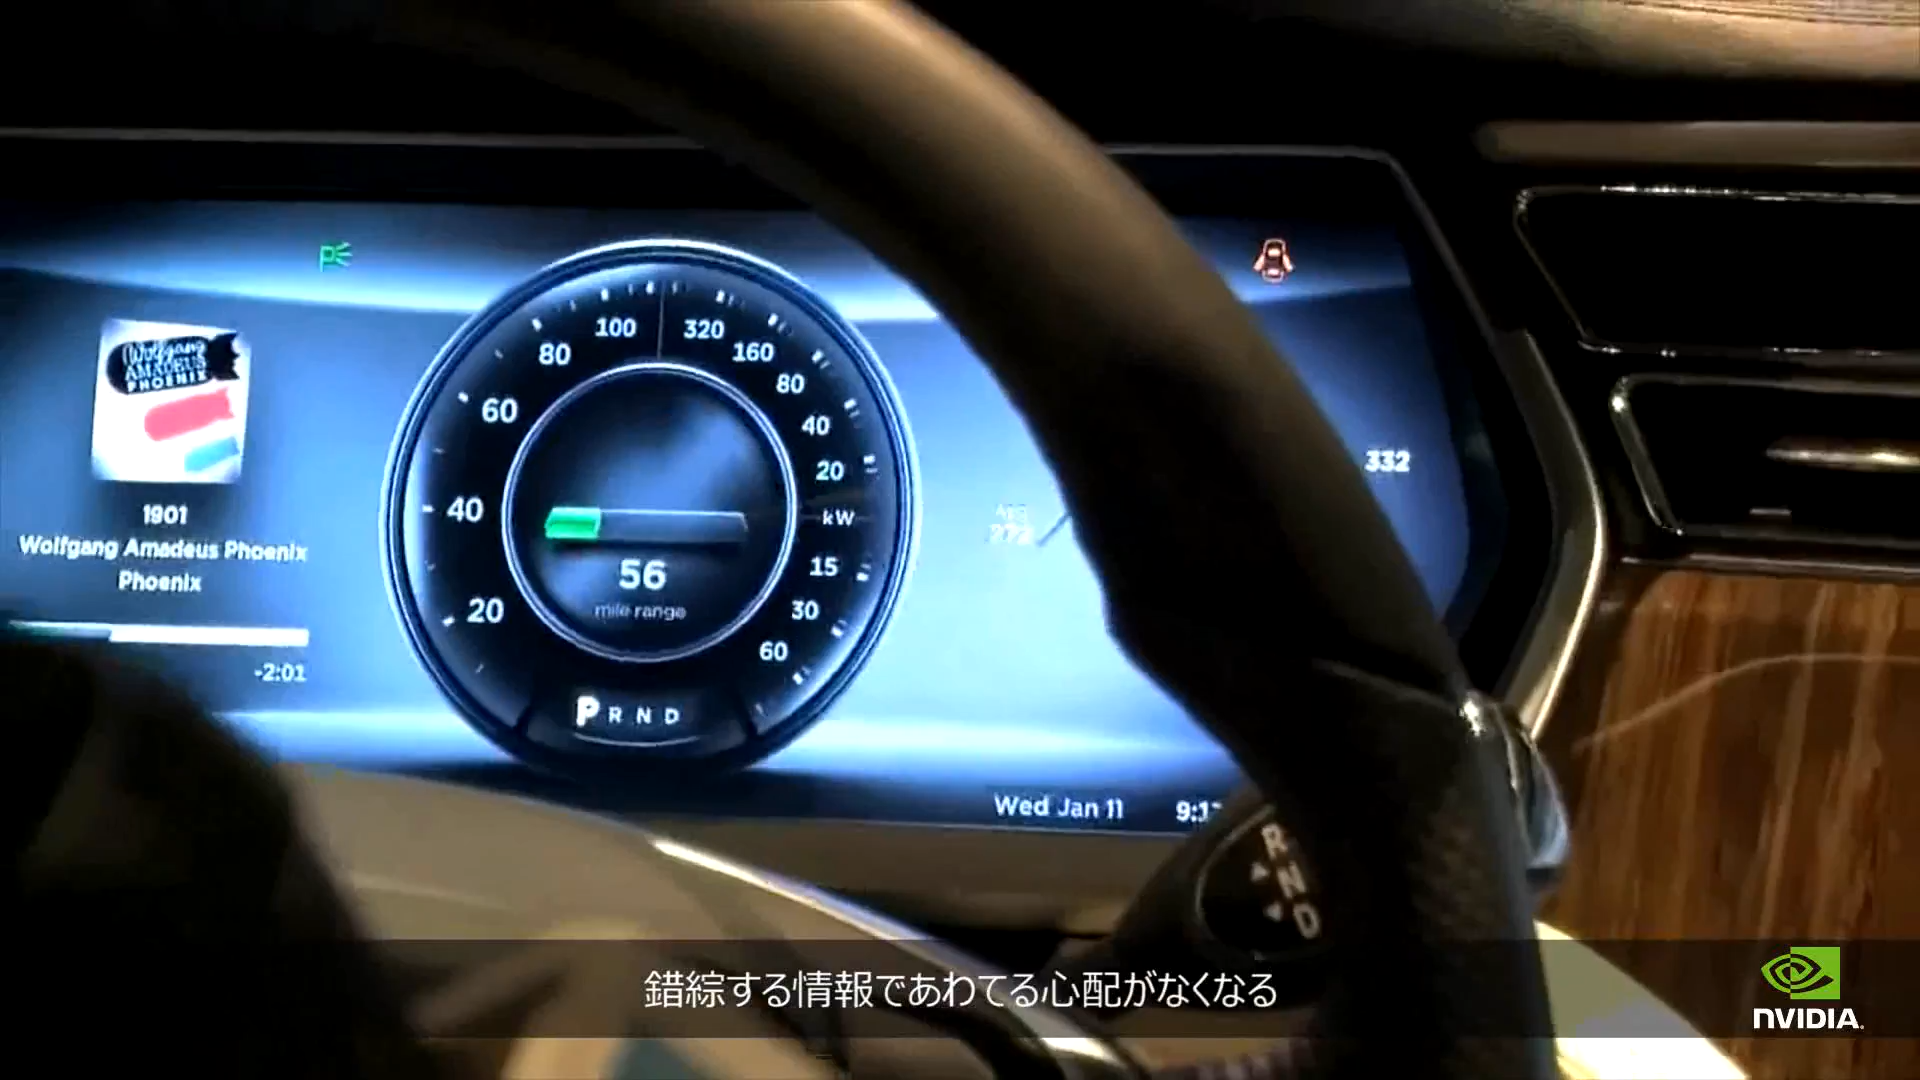 Wolfgang
AMADEUS
PHOENIX
1901
Wolfgang Amadeus Phoenix
Phoenix
-2:01
100
80
60
40
20
320
160
80
40
20
kW
15
30
60
56
mile range
P R N D
332
Wed Jan 11
R
N
D
錯綜する情報であわてる心配がなくなる
NVIDIA.